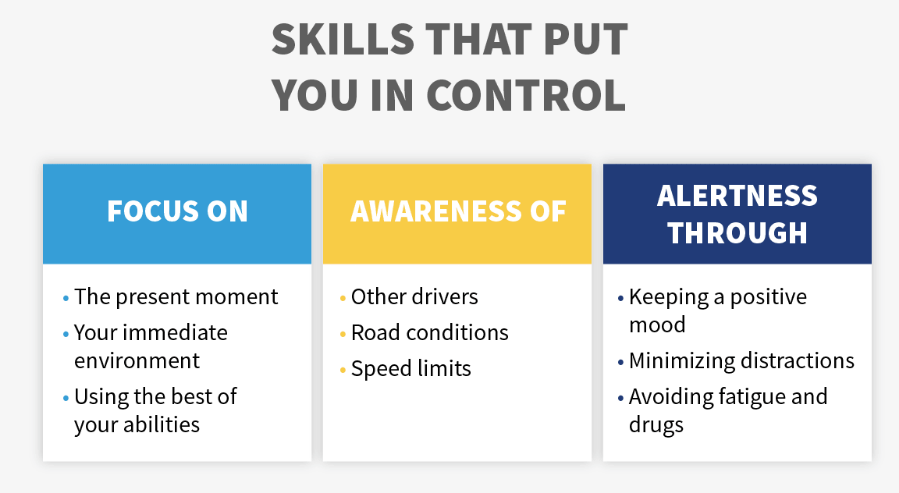 SKILLS THAT PUT
YOU IN CONTROL
FOCUS ON
• The present moment
• Your immediate
environment
• Using the best of
your abilities
AWARENESS OF
• Other drivers
• Road conditions
• Speed limits
ALERTNESS
THROUGH
• Keeping a positive
mood
• Minimizing distractions
• Avoiding fatigue and
drugs